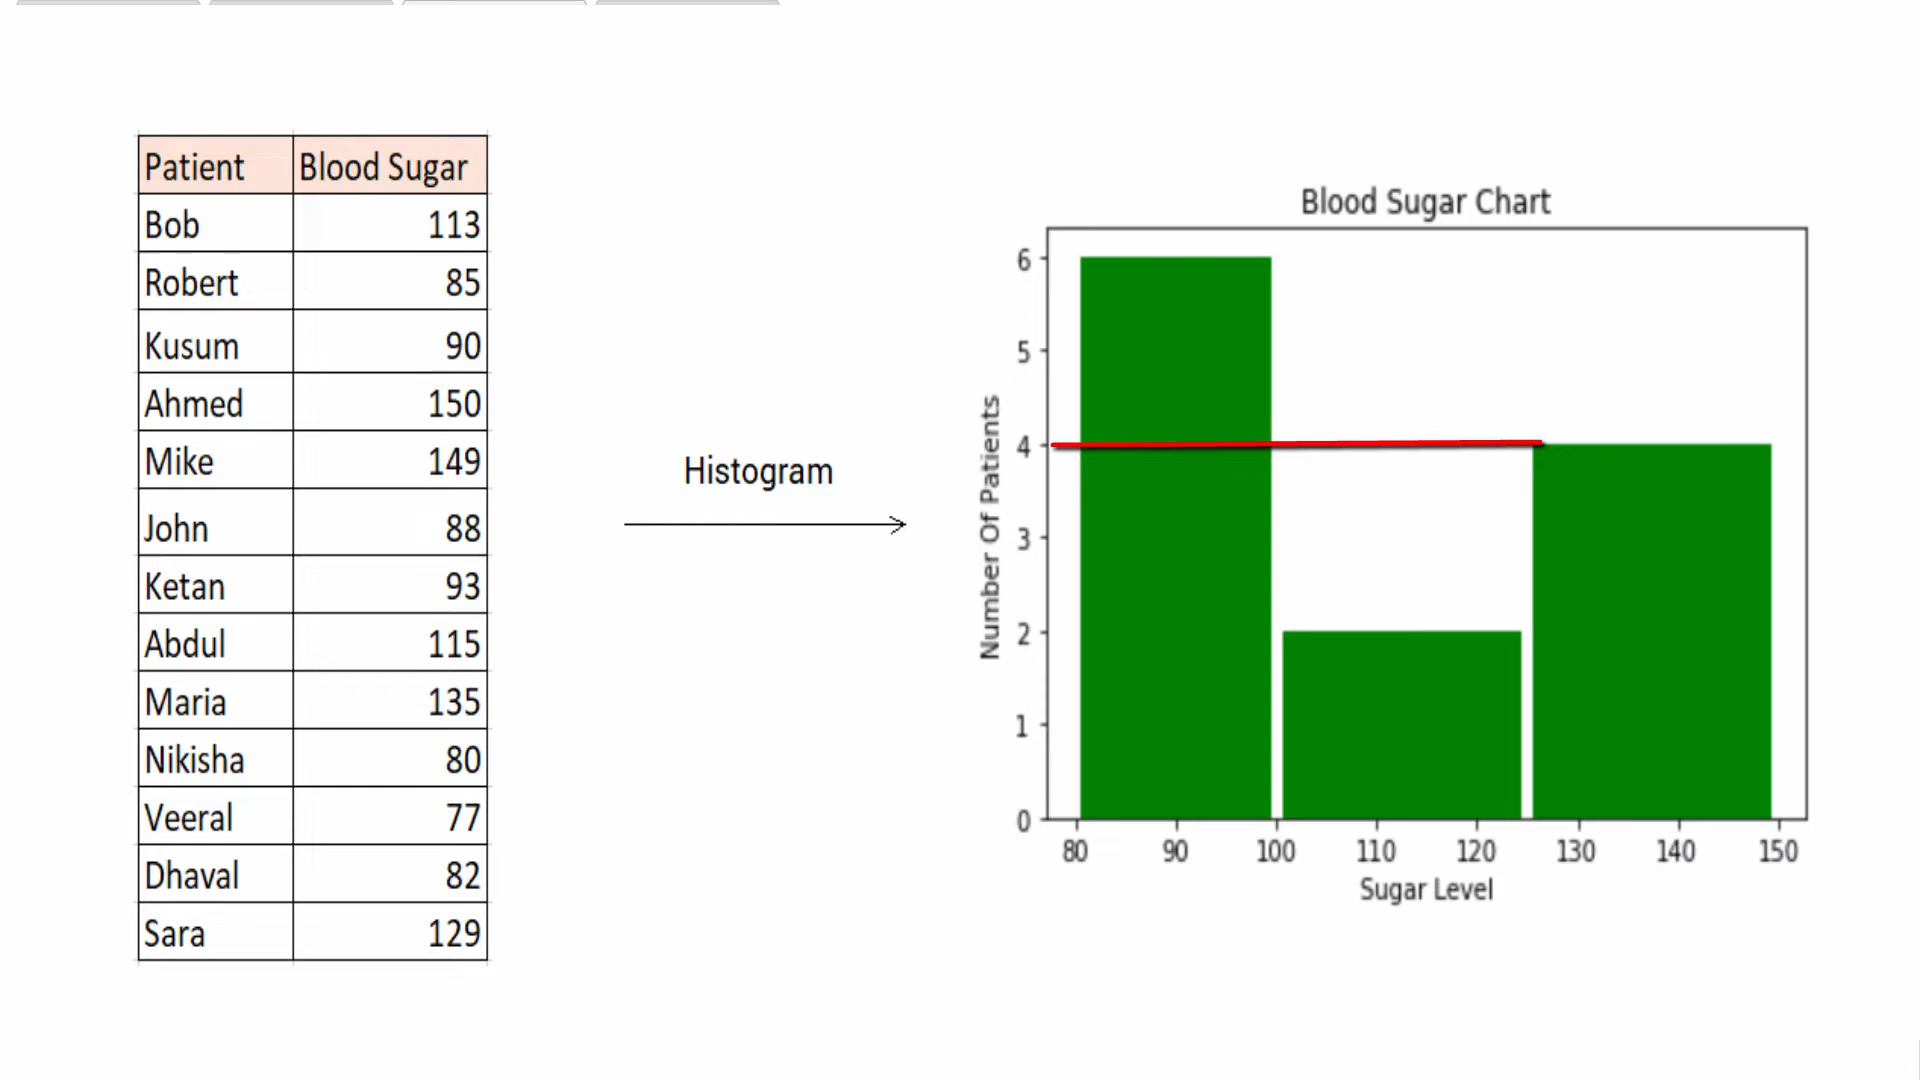 Patient Blood Sugar
Bob 113
Robert 85
Kusum 90
Ahmed 150
Mike 149
John 88
Ketan 93
Abdul 115
Maria 135
Nikisha 80
Veeral 77
Dhaval 82
Sara 129
Histogram
Blood Sugar Chart
Number Of Patients
6
5
4
3
2
1
0
80 90 100 110 120 130 140 150
Sugar Level